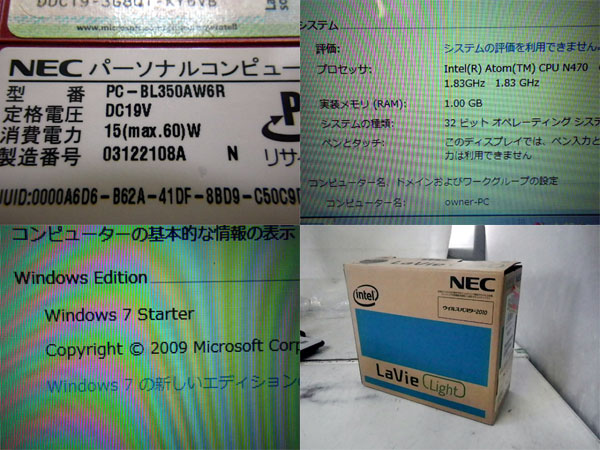 NEC パーソナルコンピュー
型 番 PC-BL350AW6R
定格電圧 DC19V
消費電力 15(max.60)W
製造番号 03122108A N リサ
UUID:0000A6D6-B62A-41DF-8BD9-C50C9
システム
評価: システムの評価を利用できません
プロセッサ: Intel(R) Atom(TM) CPU N470
1.83GHz 1.83 GHz
実装メモリ (RAM): 1.00 GB
システムの種類: 32 ビット オペレーティング シス
ペンとタッチ: このディスプレイでは、ペン入力と
力は利用できません
コンピューター名、ドメインおよびワークグループの設定
コンピューター名: owner-PC
コンピューターの基本的な情報の表示
Windows Edition
Windows 7 Starter
Copyright © 2009 Microsoft Corp
Windows 7 の新しいエディション
LaVie
NEC
intel
ウイルスバスター2010
LaVie Light